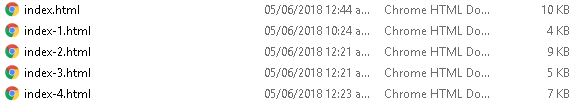 index.html 05/06/2018 12:44 a... Chrome HTML Do... 10 KB
index-1.html 05/06/2018 10:24 a... Chrome HTML Do... 4 KB
index-2.html 05/06/2018 12:21 a... Chrome HTML Do... 9 KB
index-3.html 05/06/2018 12:21 a... Chrome HTML Do... 5 KB
index-4.html 05/06/2018 12:23 a... Chrome HTML Do... 7 KB